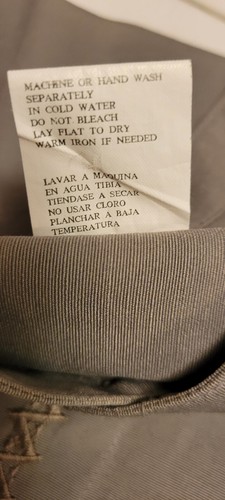 MACHINE OR HAND WASH
SEPARATELY
IN COLD WATER
DO NOT BLEACH
LAY FLAT TO DRY
WARM IRON IF NEEDED
LAVAR A MAQUINA
EN AGUA TIBIA
TIENDASE A SECAR
NO USAR CLORO
PLANCHAR A BAJA
TEMPERATURA